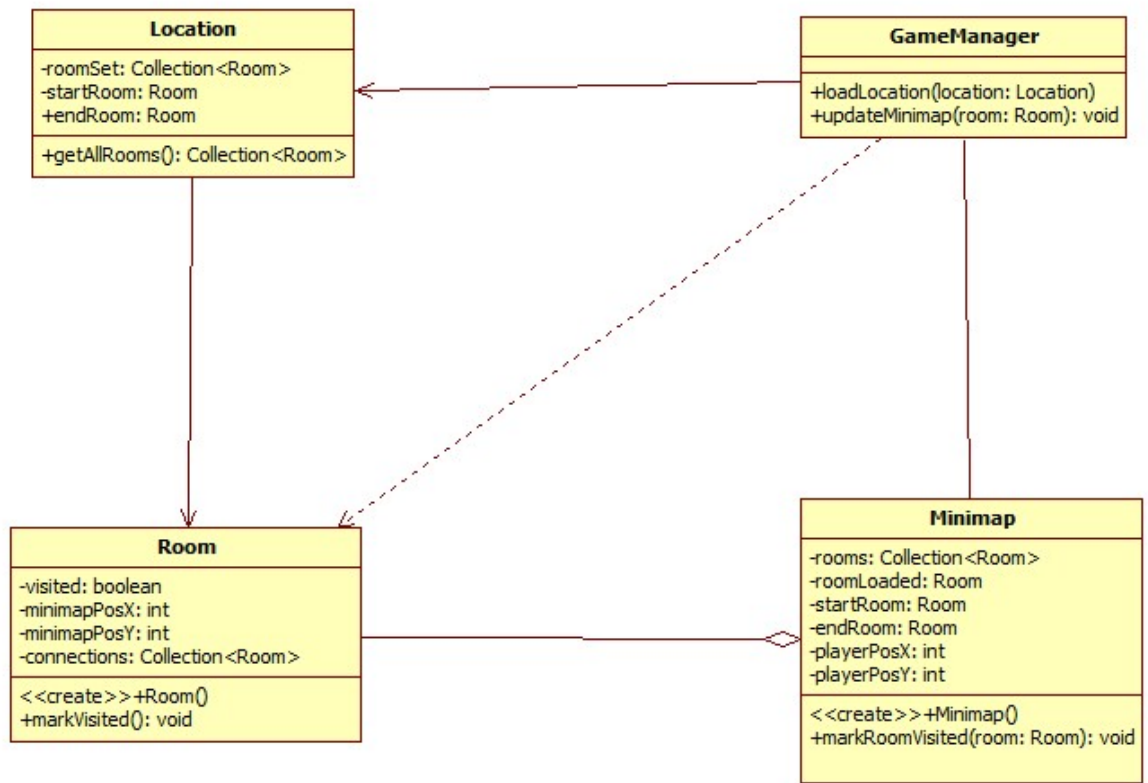 Location
-roomSet: Collection<Room>
-startRoom: Room
+endRoom: Room
+getAllRooms(): Collection<Room>
GameManager
+loadLocation(location: Location)
+updateMinimap(room: Room): void
Room
-visited: boolean
-minimapPosX: int
-minimapPosY: int
-connections: Collection<Room>
<<create>>+Room()
+markVisited(): void
Minimap
-rooms: Collection<Room>
-roomLoaded: Room
-startRoom: Room
-endRoom: Room
-playerPosX: int
-playerPosY: int
<<create>>+Minimap()
+markRoomVisited(room: Room): void